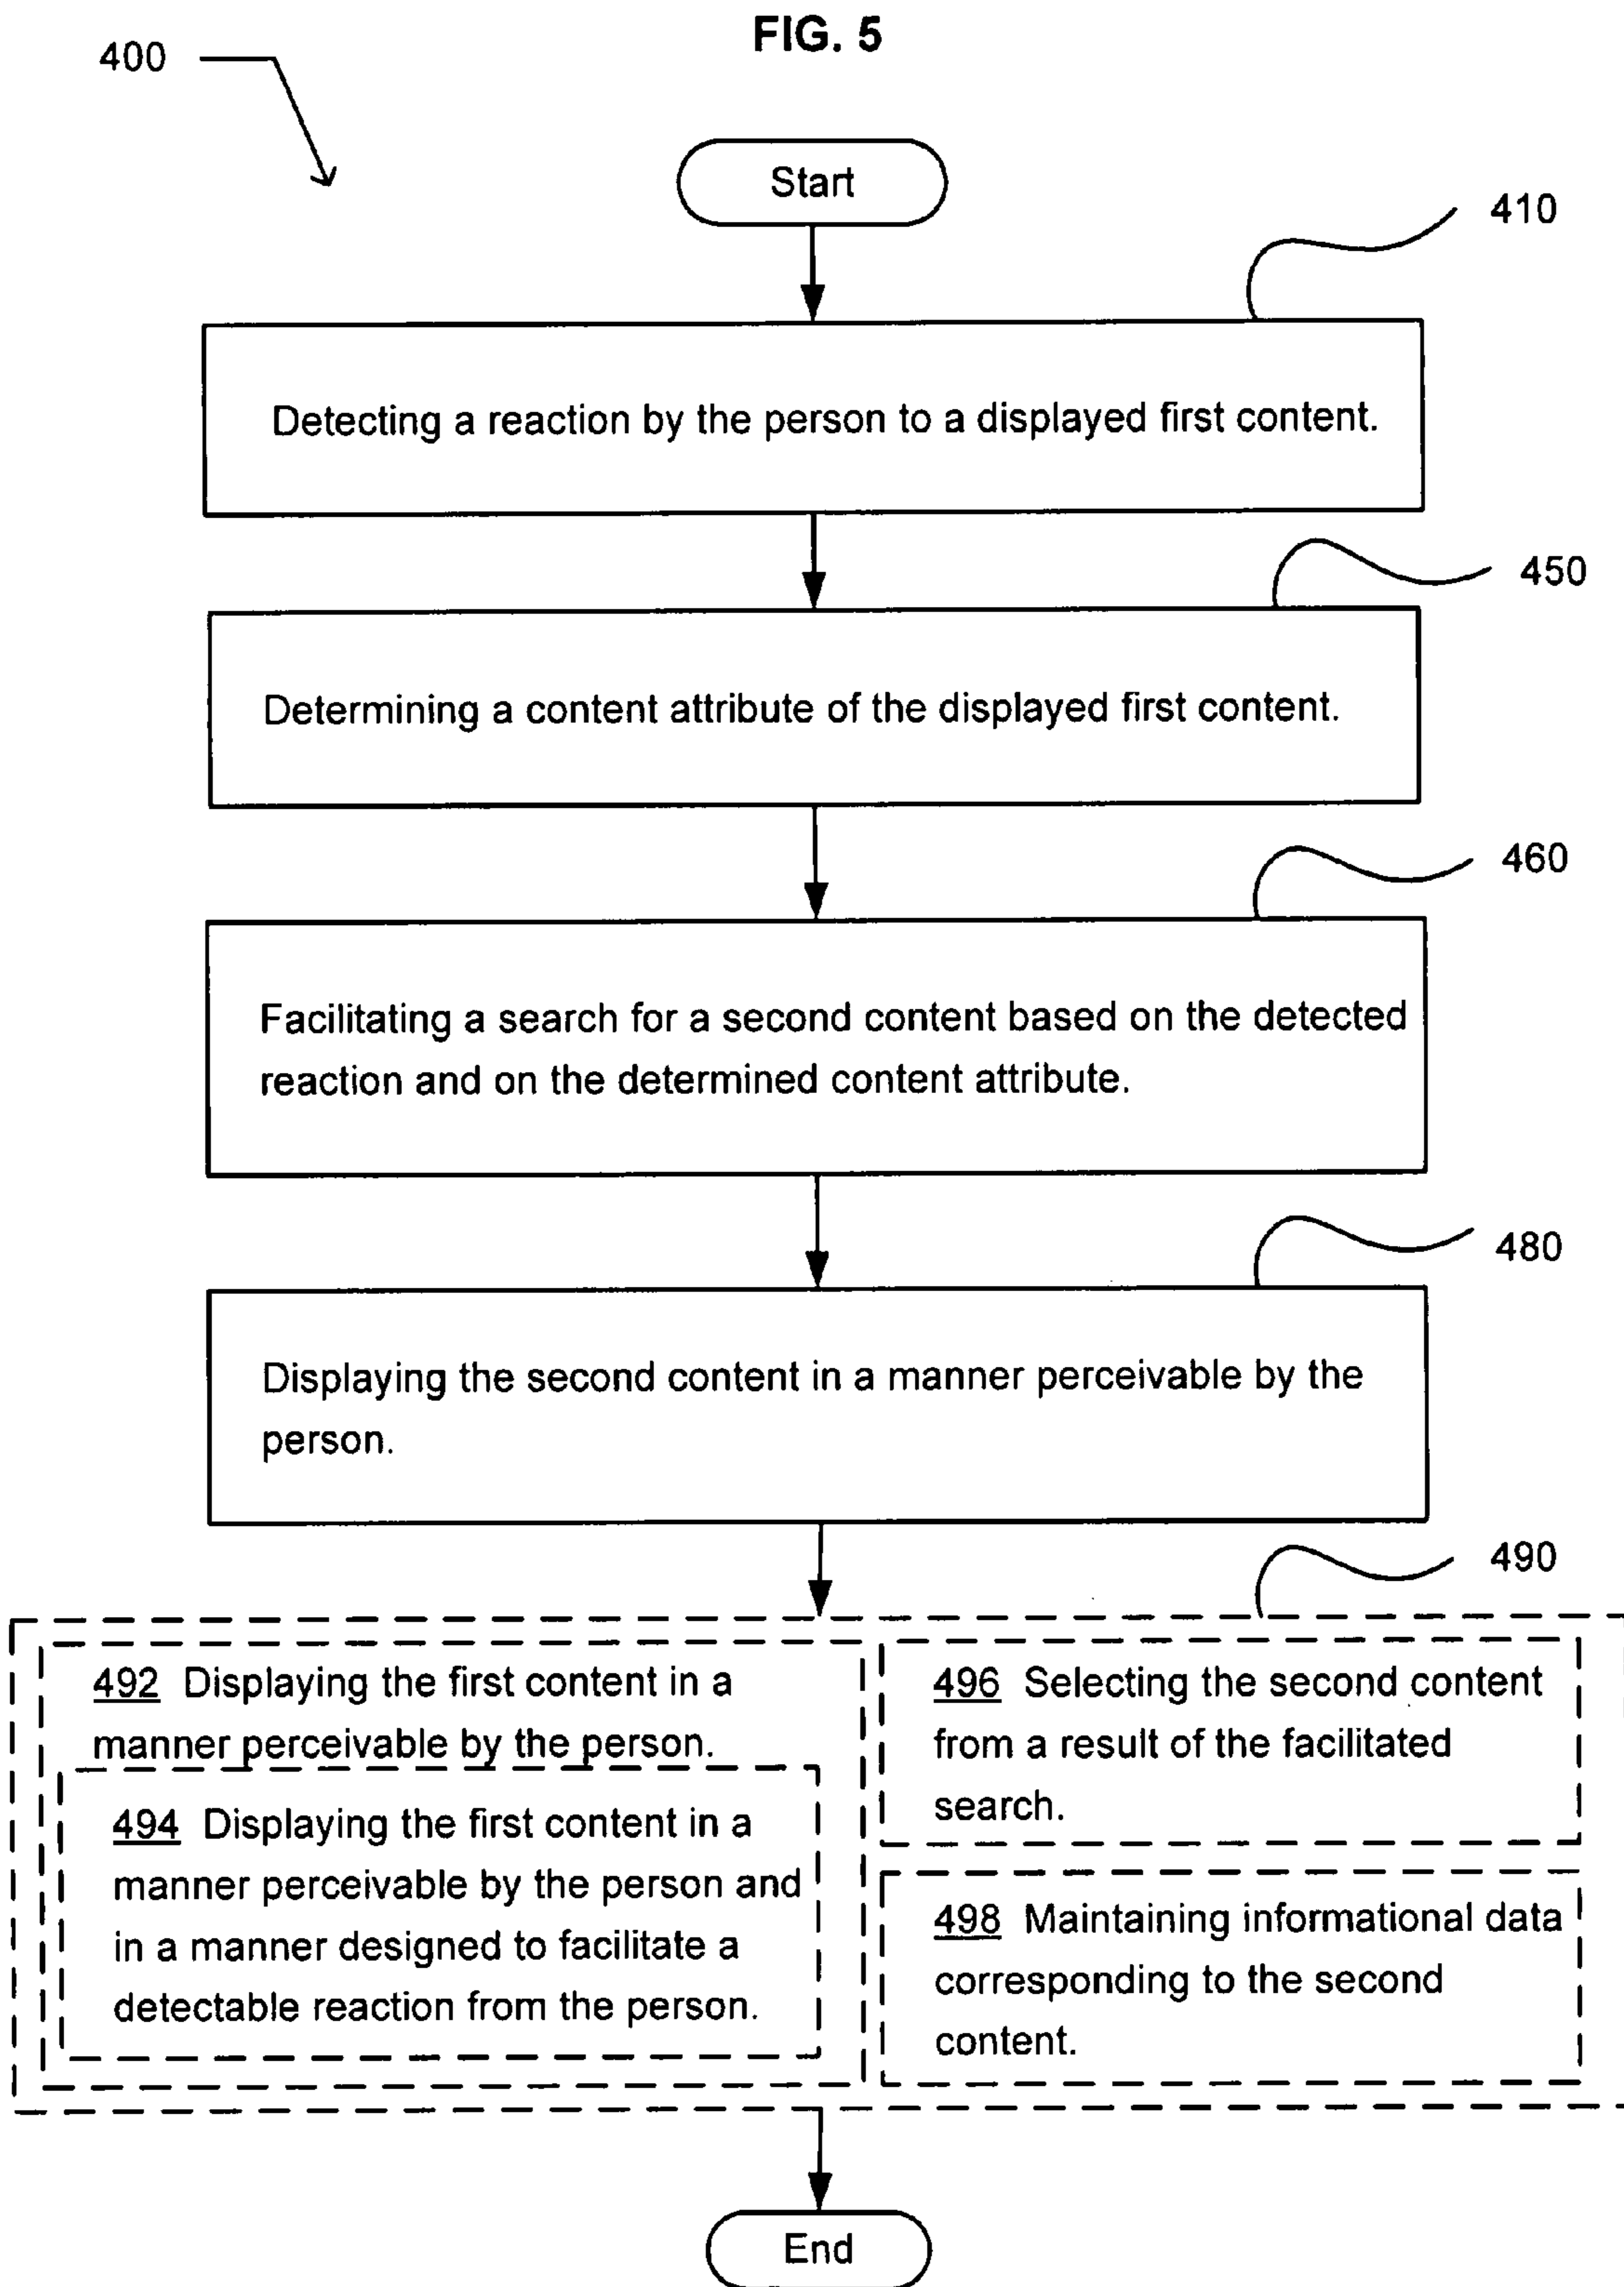 FIG. 5
400
Start
410
Detecting a reaction by the person to a displayed first content.
450
Determining a content attribute of the displayed first content.
460
Facilitating a search for a second content based on the detected
reaction and on the determined content attribute.
480
Displaying the second content in a manner perceivable by the
person.
490
492 Displaying the first content in a
manner perceivable by the person.
494 Displaying the first content in a
manner perceivable by the person and
in a manner designed to facilitate a
detectable reaction from the person.
496 Selecting the second content
from a result of the facilitated
search.
498 Maintaining informational data
corresponding to the second
content.
End